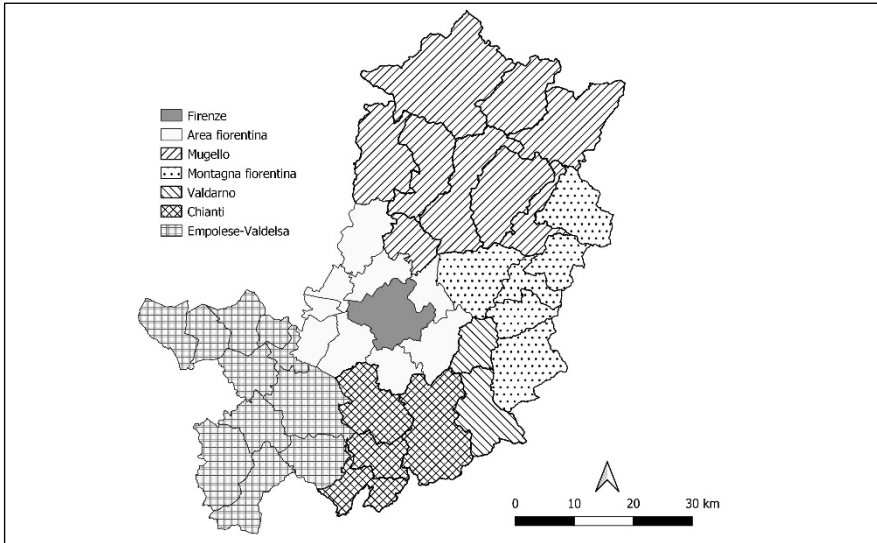 Firenze
Area fiorentina
Mugello
Montagna fiorentina
Valdarno
Chianti
Empolese-Valdelsa
0 10 20 30 km